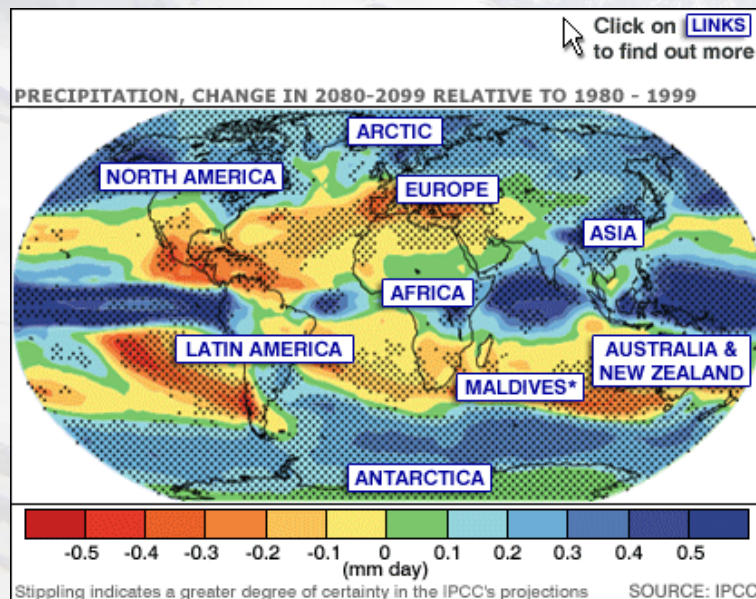 Click on LINKS
to find out more
PRECIPITATION, CHANGE IN 2080-2099 RELATIVE TO 1980 - 1999
ARCTIC
NORTH AMERICA
EUROPE
ASIA
AFRICA
LATIN AMERICA
AUSTRALIA &
NEW ZEALAND
MALDIVES*
ANTARCTICA
-0.5 -0.4 -0.3 -0.2 -0.1 0 0.1 0.2 0.3 0.4 0.5
(mm day)
Stippling indicates a greater degree of certainty in the IPCC's projections SOURCE: IPCC